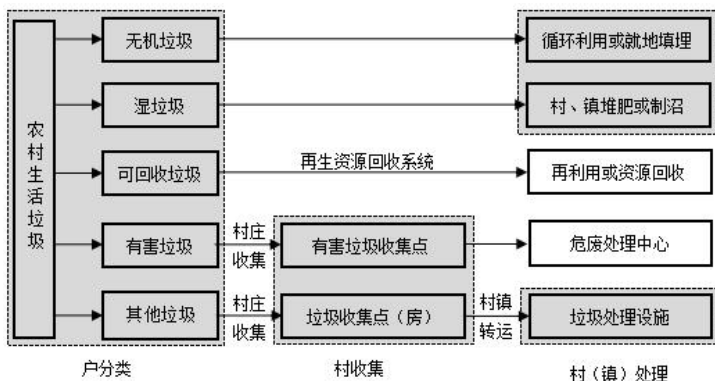 农村生活垃圾
无机垃圾
循环利用或就地填埋
湿垃圾
村、镇堆肥或制沼
可回收垃圾
再生资源回收系统
再利用或资源回收
有害垃圾
村庄
收集
有害垃圾收集点
危废处理中心
其他垃圾
村庄
收集
垃圾收集点（房）
村镇
转运
垃圾处理设施
户分类
村收集
村（镇）处理